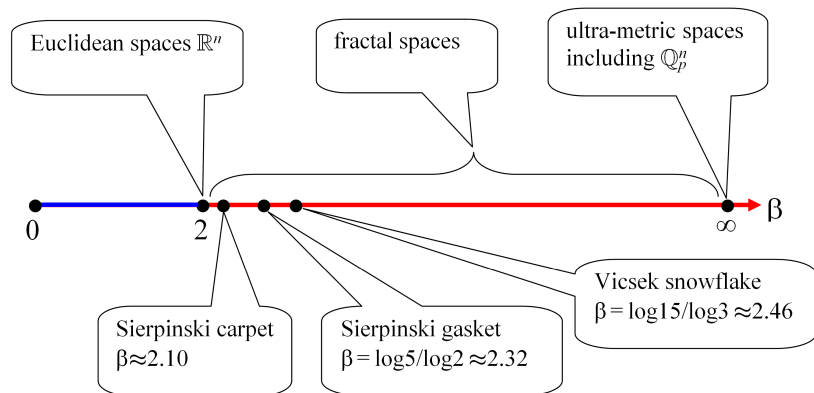 Euclidean spaces ℝⁿ
fractal spaces
ultra-metric spaces
including ℚₚⁿ
0
2
∞
β
Sierpinski carpet
β≈2.10
Sierpinski gasket
β = log5/log2 ≈2.32
Vicsek snowflake
β = log15/log3 ≈2.46